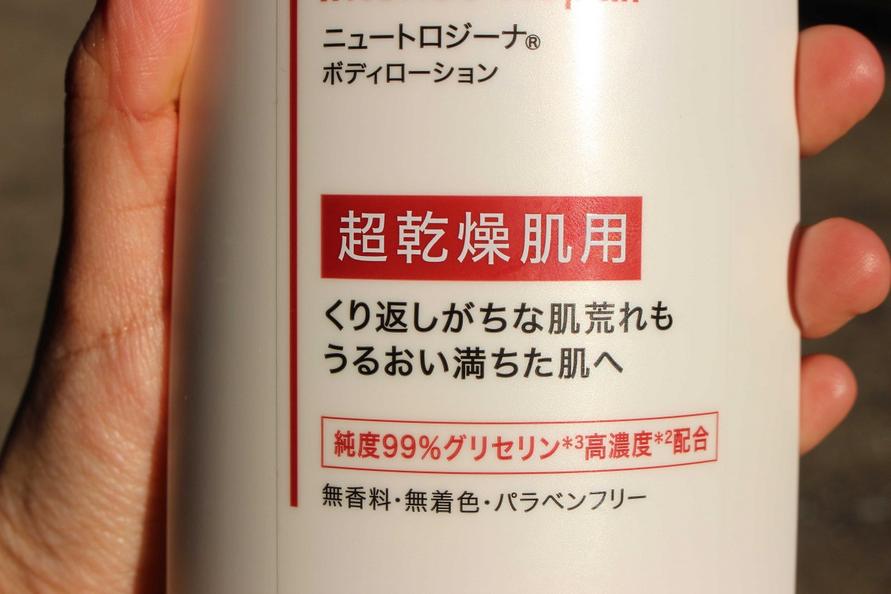 ニュートロジーナ®
ボディローション
超乾燥肌用
くり返しがちな肌荒れも
うるおい満ちた肌へ
純度99%グリセリン*3高濃度*2配合
無香料・無着色・パラベンフリー